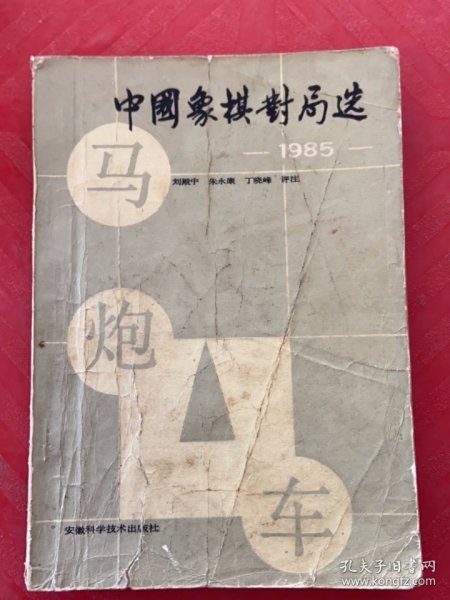 中國象棋對局选
— 1985 —
马
刘殿中 朱永康 丁晓峰 评注
炮
车
安徽科学技术出版社
孔夫子旧书网
www.kongfz.com